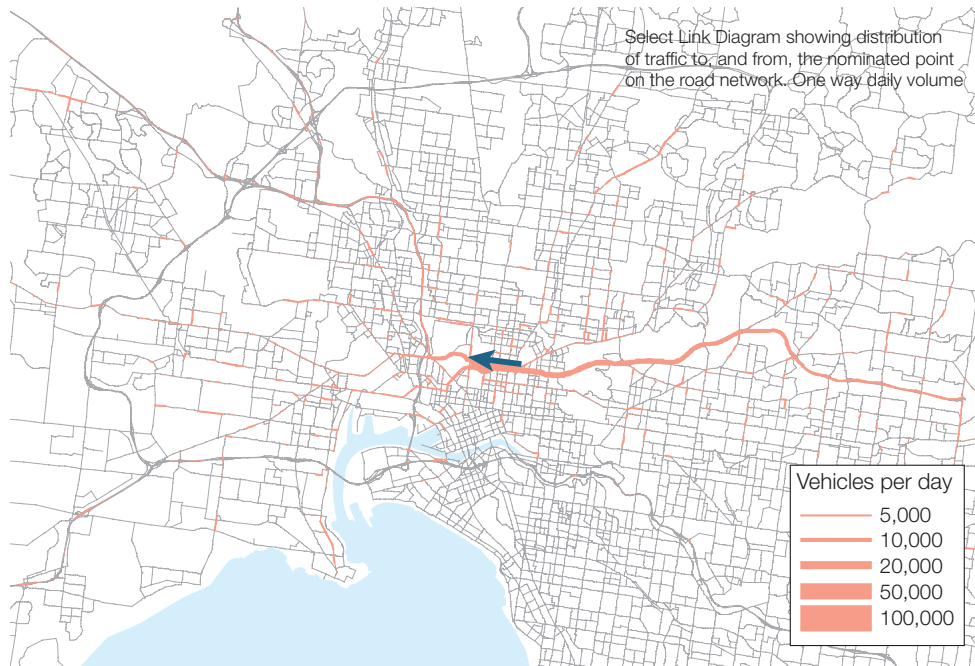 Select Link Diagram showing distribution
of traffic to, and from, the nominated point
on the road network. One way daily volume
Vehicles per day
5,000
10,000
20,000
50,000
100,000